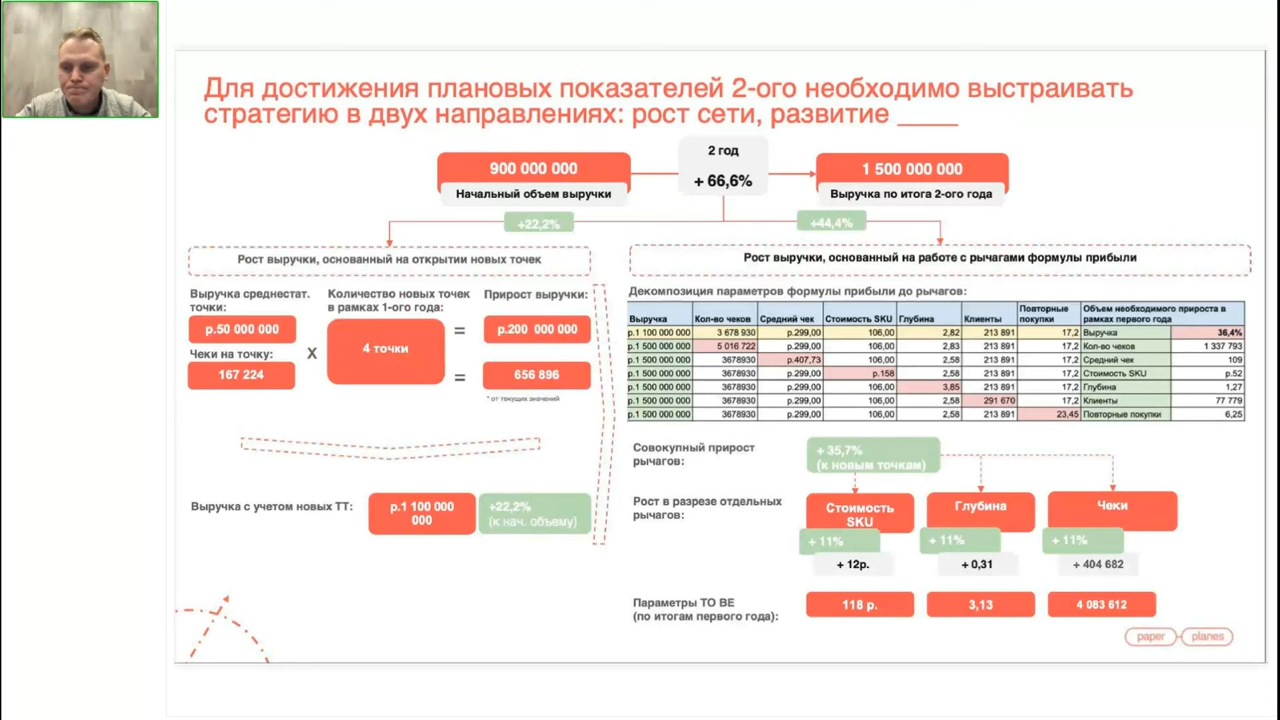 Для достижения плановых показателей 2-ого необходимо выстраивать
стратегию в двух направлениях: рост сети, развитие _____
900 000 000
Начальный объем выручки
2 год
+ 66,6%
1 500 000 000
Выручка по итога 2-ого года
+22,2%
+44,4%
Рост выручки, основанный на открытии новых точек
Выручка среднестат.
точки:
Количество новых точек
в рамках 1-ого года:
Прирост выручки:
р.50 000 000
X
4 точки
=
р.200 000 000
Чеки на точку:
167 224
=
656 896
* от текущих значений
Выручка с учетом новых ТТ:
р.1 100 000
000
+22,2%
(к нач. объему)
Рост выручки, основанный на работе с рычагами формулы прибыли
Декомпозиция параметров формулы прибыли до рычагов:
Выручка Кол-во чеков Средний чек Стоимость SKU Глубина Клиенты Повторные покупки Объем необходимого прироста в рамках первого года
р.1 100 000 000 3 678 930 р.299,00 106,00 2,82 213 891 17,2 Выручка 36,4%
р.1 500 000 000 5 016 722 р.299,00 106,00 2,83 213 891 17,2 Кол-во чеков 1 337 793
р.1 500 000 000 3678930 р.407,73 106,00 2,58 213 891 17,2 Средний чек 109
р.1 500 000 000 3678930 р.299,00 р.158 2,58 213 891 17,2 Стоимость SKU р.52
р.1 500 000 000 3678930 р.299,00 106,00 3,85 213 891 17,2 Глубина 1,27
р.1 500 000 000 3678930 р.299,00 106,00 2,58 291 670 17,2 Клиенты 77 779
р.1 500 000 000 3678930 р.299,00 106,00 2,58 213 891 23,45 Повторные покупки 6,25
Совокупный прирост
рычагов:
+ 35,7%
(к новым точкам)
Рост в разрезе отдельных
рычагов:
Стоимость
SKU
Глубина
Чеки
+ 11%
+ 11%
+ 11%
+ 12р.
+ 0,31
+ 404 682
Параметры TO BE
(по итогам первого года):
118 р.
3,13
4 083 612
paper planes